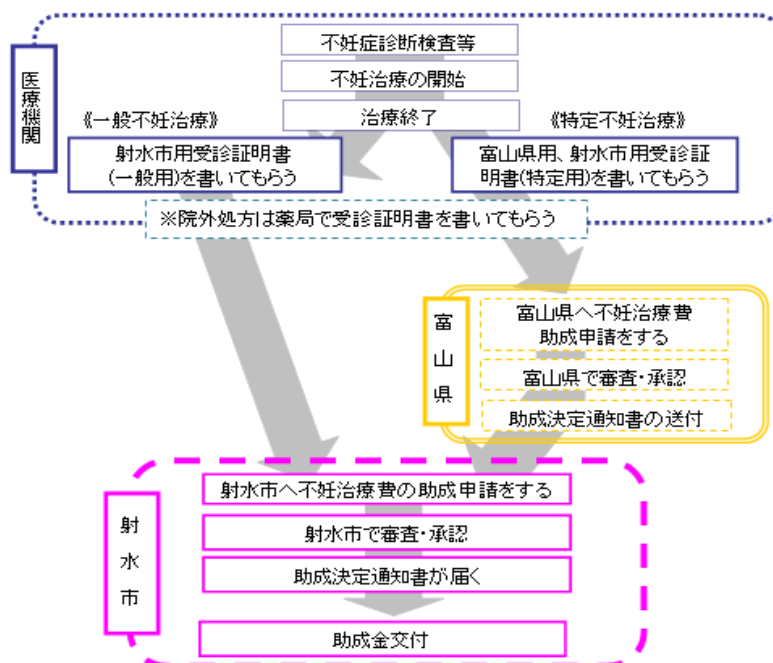 医療機関
不妊症診断検査等
不妊治療の開始
治療終了
《一般不妊治療》
《特定不妊治療》
射水市用受診証明書
(一般用)を書いてもらう
富山県用、射水市用受診証
明書(特定用)を書いてもらう
※院外処方は薬局で受診証明書を書いてもらう
富山県
富山県へ不妊治療費
助成申請をする
富山県で審査・承認
助成決定通知書の送付
射水市
射水市へ不妊治療費の助成申請をする
射水市で審査・承認
助成決定通知書が届く
助成金交付